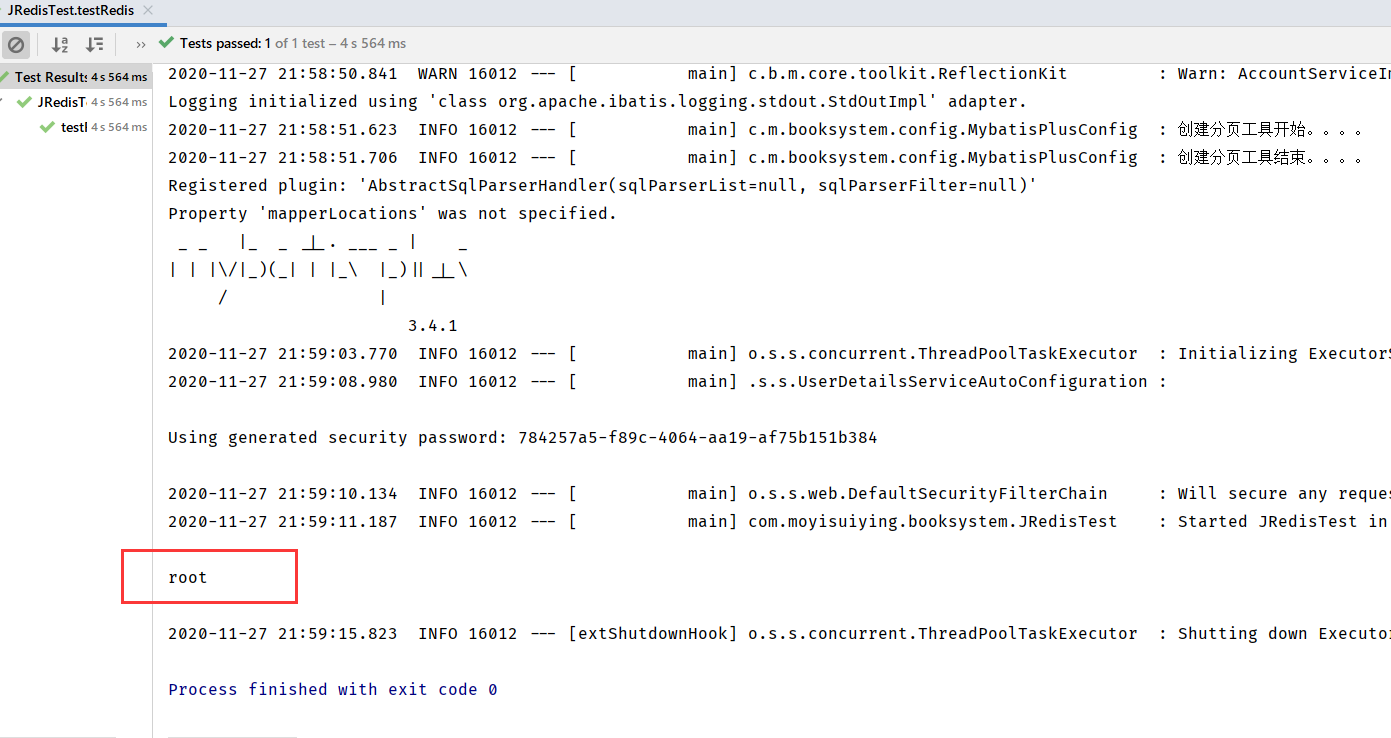 JRedisTest.testRedis
Tests passed: 1 of 1 test – 4 s 564 ms
Test Results 4 s 564 ms
JRedisT 4 s 564 ms
testI 4 s 564 ms
2020-11-27 21:58:50.841  WARN 16012 --- [           main] c.b.m.core.toolkit.ReflectionKit         : Warn: AccountServiceIm
Logging initialized using 'class org.apache.ibatis.logging.stdout.StdOutImpl' adapter.
2020-11-27 21:58:51.623  INFO 16012 --- [           main] c.m.booksystem.config.MybatisPlusConfig  : 创建分页工具开始。。。。
2020-11-27 21:58:51.706  INFO 16012 --- [           main] c.m.booksystem.config.MybatisPlusConfig  : 创建分页工具结束。。。。
Registered plugin: 'AbstractSqlParserHandler(sqlParserList=null, sqlParserFilter=null)'
Property 'mapperLocations' was not specified.
 _ _   |_  _ _|_. ___ _ |    _
| | |\/|_)(_| | |_\  |_)||_|_\
     /               |
                        3.4.1
2020-11-27 21:59:03.770  INFO 16012 --- [           main] o.s.s.concurrent.ThreadPoolTaskExecutor  : Initializing ExecutorS
2020-11-27 21:59:08.980  INFO 16012 --- [           main] .s.s.UserDetailsServiceAutoConfiguration :
Using generated security password: 784257a5-f89c-4064-aa19-af75b151b384
2020-11-27 21:59:10.134  INFO 16012 --- [           main] o.s.s.web.DefaultSecurityFilterChain     : Will secure any reques
2020-11-27 21:59:11.187  INFO 16012 --- [           main] com.moyisuiying.booksystem.JRedisTest    : Started JRedisTest in
root
2020-11-27 21:59:15.823  INFO 16012 --- [extShutdownHook] o.s.s.concurrent.ThreadPoolTaskExecutor  : Shutting down Executor
Process finished with exit code 0